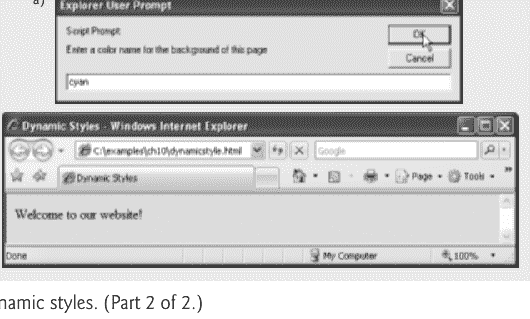 a)
Explorer User Prompt
Script Prompt:
OK
Enter a color name for the background of this page
Cancel
cyan
Dynamic Styles - Windows Internet Explorer
C:\examples\ch10\dynamicstyle.html
Google
Dynamic Styles
Page
Tools
Welcome to our website!
Done
My Computer
100%
namic styles. (Part 2 of 2.)